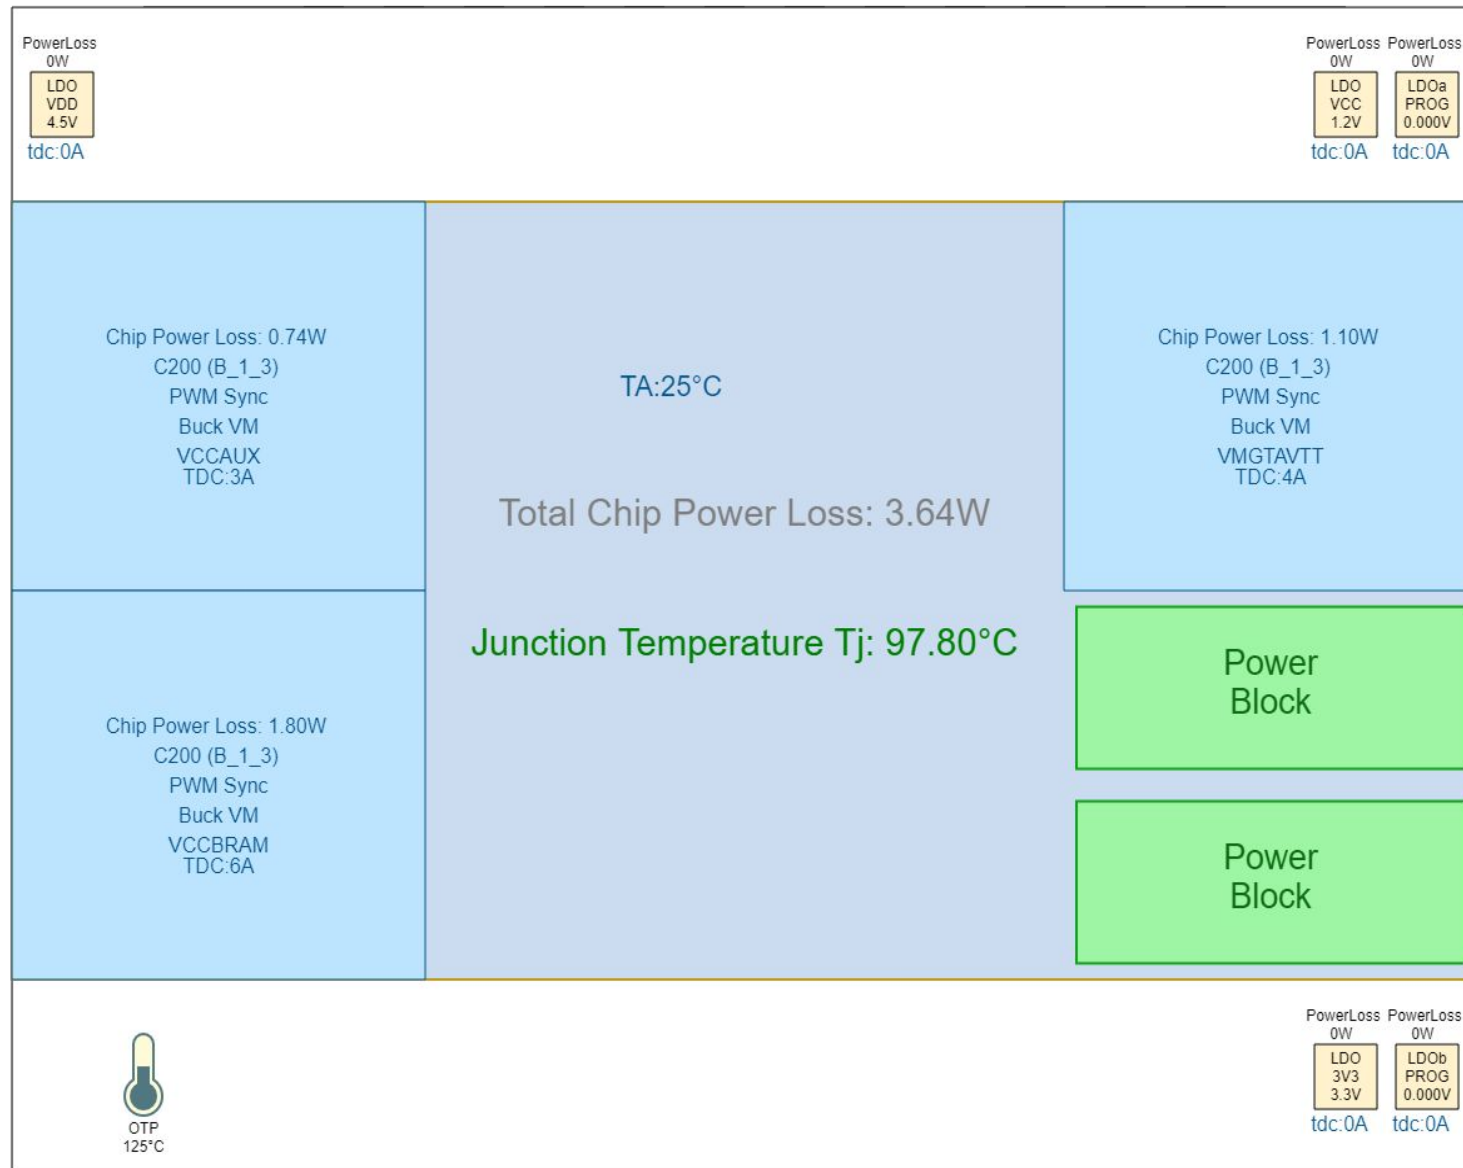 PowerLoss
0W
LDO
VDD
4.5V
tdc:0A
PowerLoss
0W
LDO
VCC
1.2V
tdc:0A
PowerLoss
0W
LDOa
PROG
0.000V
tdc:0A
Chip Power Loss: 0.74W
C200 (B_1_3)
PWM Sync
Buck VM
VCCAUX
TDC:3A
TA:25°C
Total Chip Power Loss: 3.64W
Junction Temperature Tj: 97.80°C
Chip Power Loss: 1.10W
C200 (B_1_3)
PWM Sync
Buck VM
VMGTAVTT
TDC:4A
Power
Block
Chip Power Loss: 1.80W
C200 (B_1_3)
PWM Sync
Buck VM
VCCBRAM
TDC:6A
Power
Block
OTP
125°C
PowerLoss
0W
LDO
3V3
3.3V
tdc:0A
PowerLoss
0W
LDOb
PROG
0.000V
tdc:0A